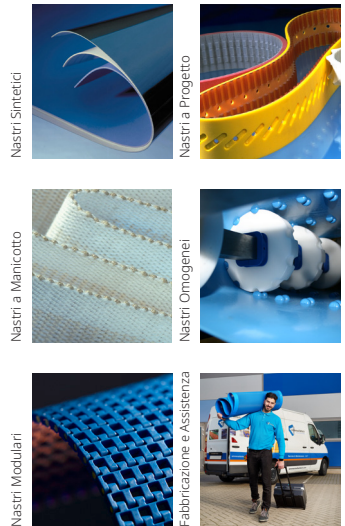 Nastri Sintetici
Nastri a Progetto
Nastri a Manicotto
Nastri Omogenei
Nastri Modulari
Fabbricazione e Assistenza